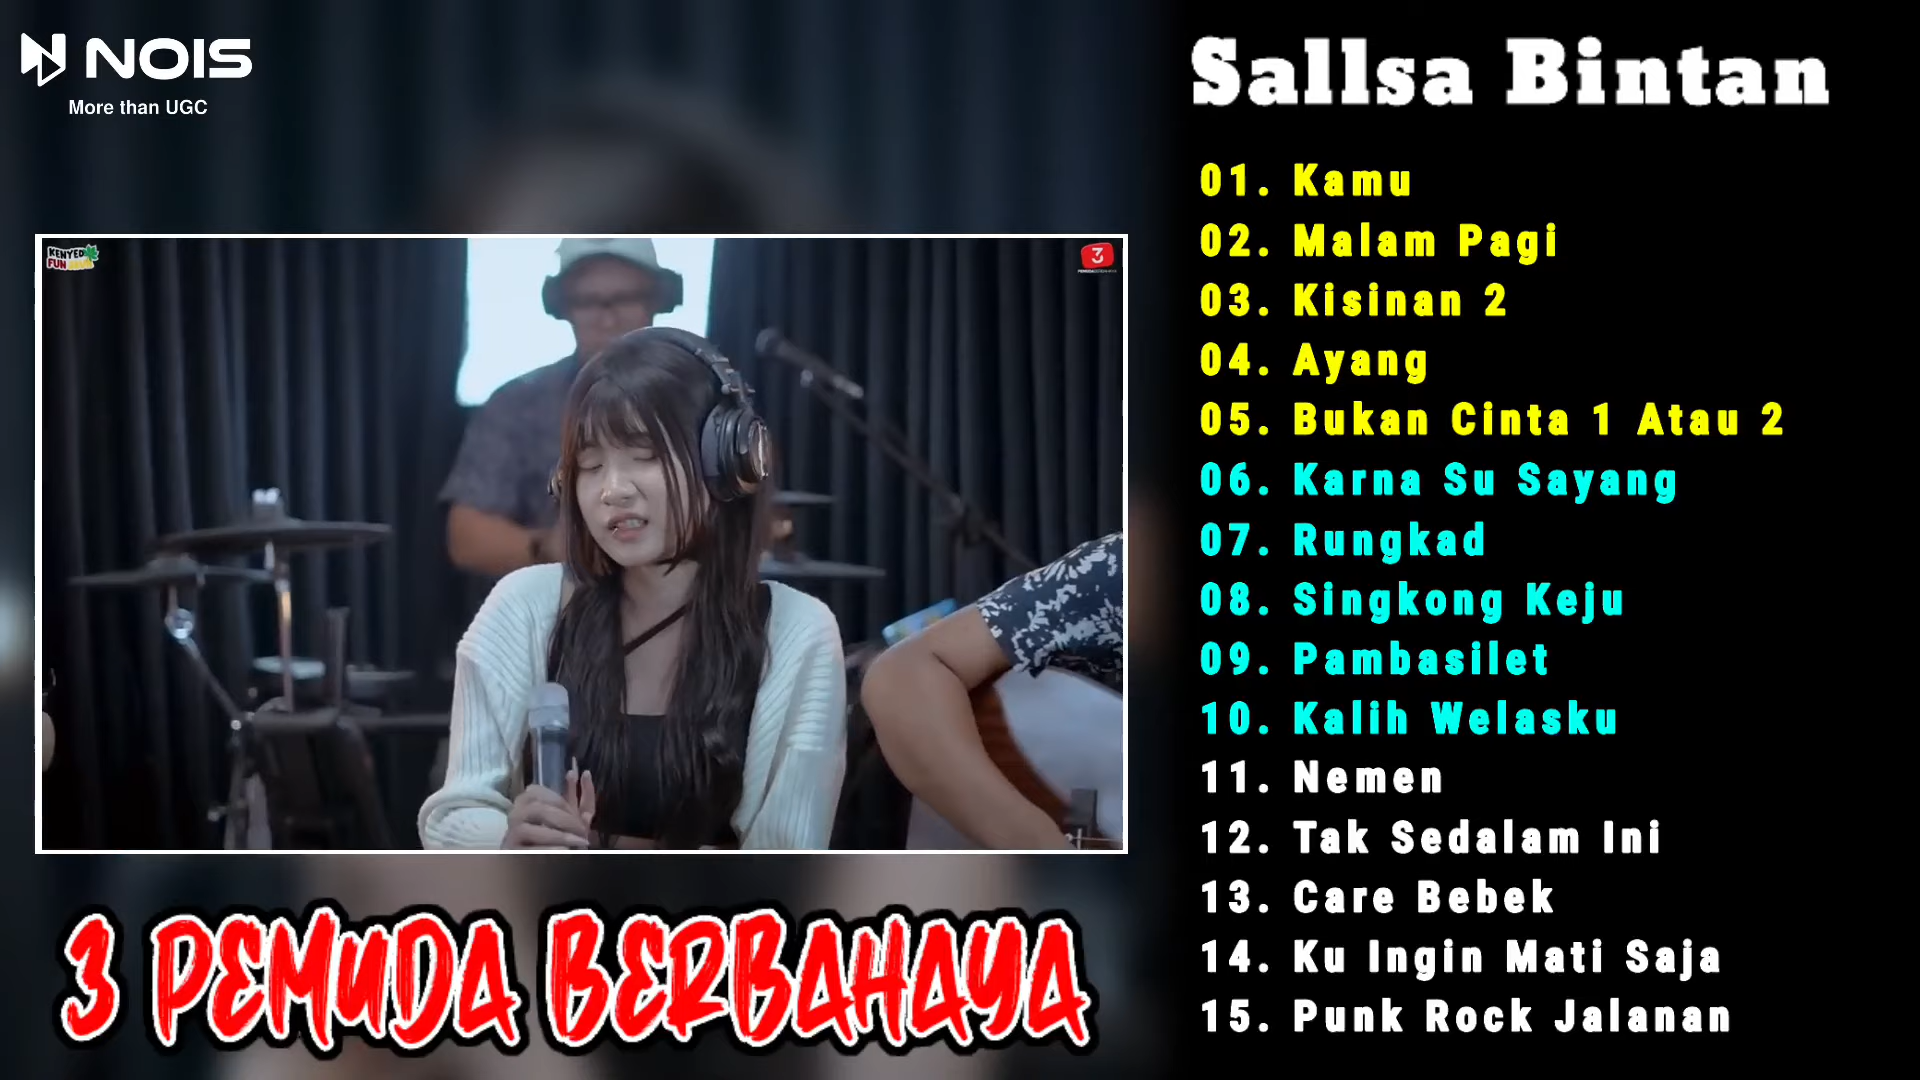 NOIS
More than UGC
Sallsa Bintan
01. Kamu
02. Malam Pagi
03. Kisinan 2
04. Ayang
05. Bukan Cinta 1 Atau 2
06. Karna Su Sayang
07. Rungkad
08. Singkong Keju
09. Pambasilet
10. Kalih Welasku
11. Nemen
12. Tak Sedalam Ini
13. Care Bebek
14. Ku Ingin Mati Saja
15. Punk Rock Jalanan
KENYED
FUN
3
3 PEMUDA BERBAHAYA